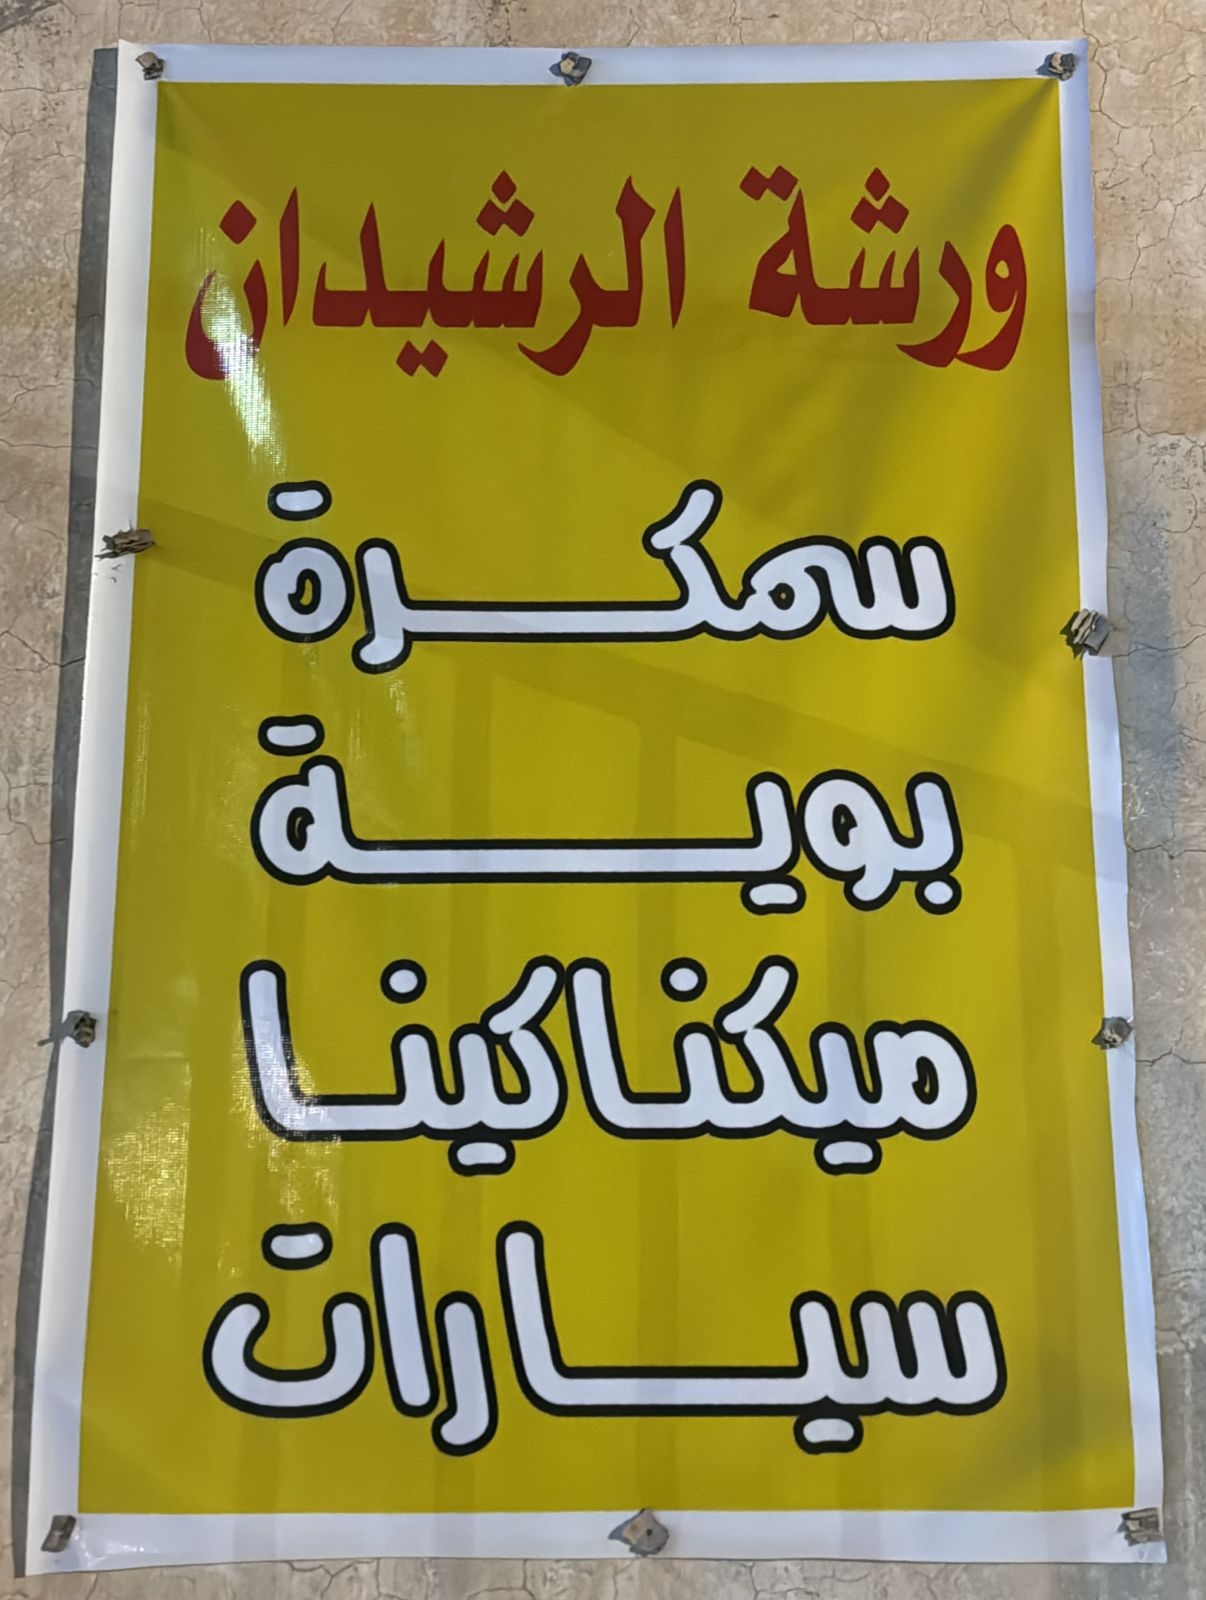 ورشة الرشيدان
سمكرة
بوية
ميكناكينا
سيارات